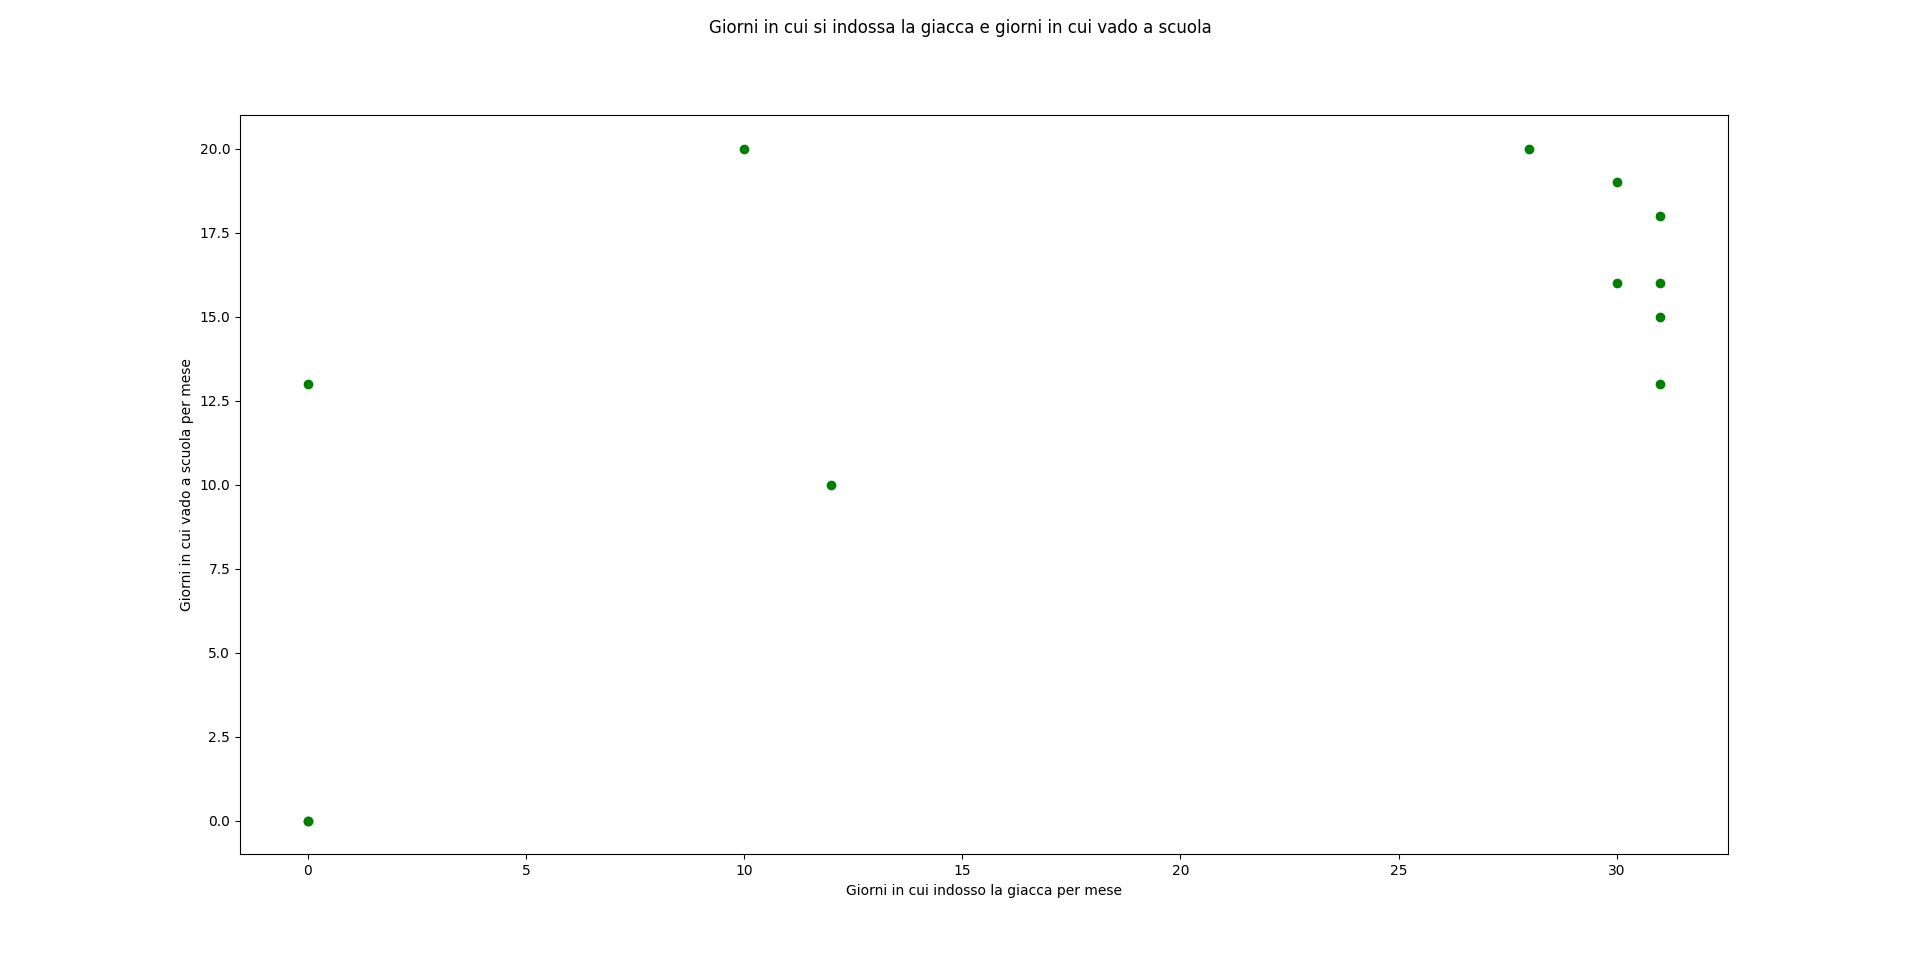 Giorni in cui si indossa la giacca e giorni in cui vado a scuola
20.0
17.5
15.0
12.5
10.0
7.5
5.0
2.5
0.0
Giorni in cui vado a scuola per mese
0 5 10 15 20 25 30
Giorni in cui indosso la giacca per mese